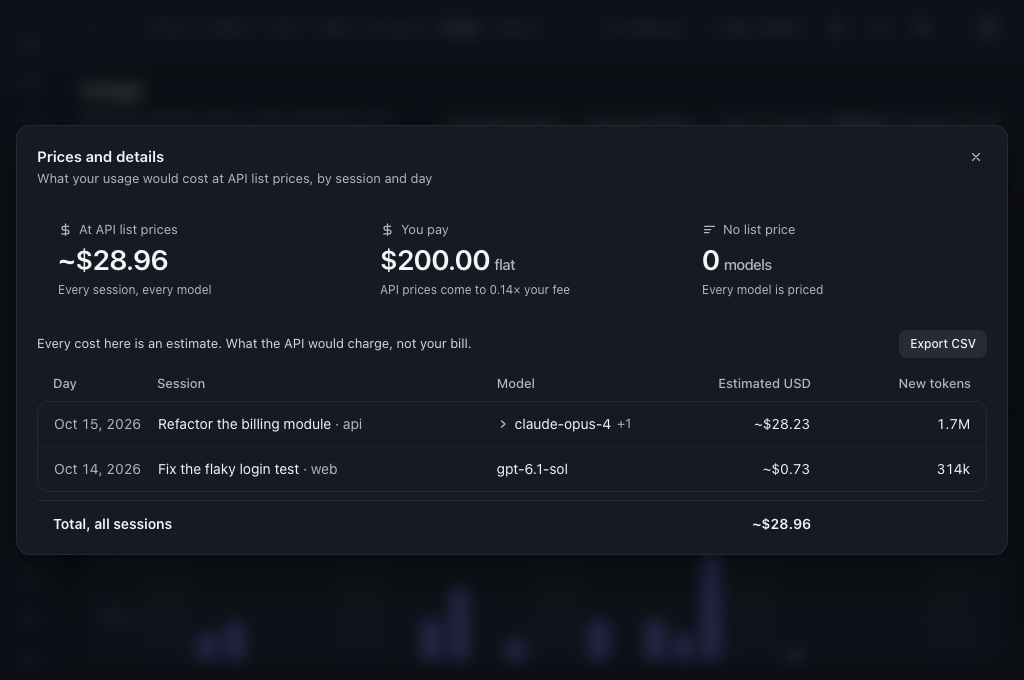 Prices and details
What your usage would cost at API list prices, by session and day
At API list prices
~$28.96
Every session, every model
You pay
$200.00 flat
API prices come to 0.14× your fee
No list price
0 models
Every model is priced
Every cost here is an estimate. What the API would charge, not your bill.
Export CSV
Day Session Model Estimated USD New tokens
Oct 15, 2026 Refactor the billing module · api claude-opus-4 +1 ~$28.23 1.7M
Oct 14, 2026 Fix the flaky login test · web gpt-6.1-sol ~$0.73 314k
Total, all sessions ~$28.96